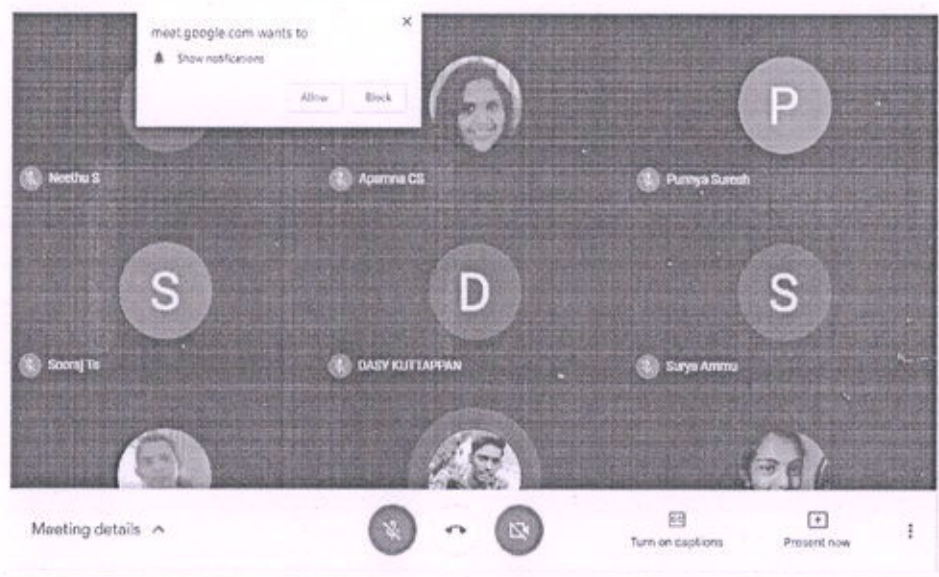 meet.google.com wants to
Show notifications
Allow Block
Neethu S
Aparnna CS
Punnya Suresh
P
S
D
S
Sooraj Ts
DASY KUTTAPPAN
Surya Ammu
Meeting details
Turn on captions
Present now